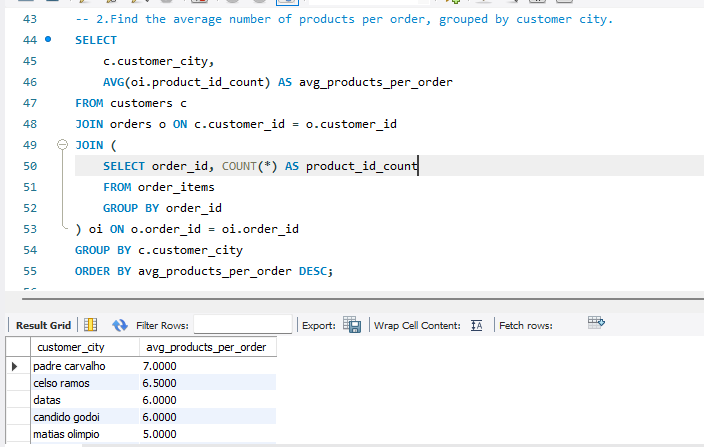 43 -- 2.Find the average number of products per order, grouped by customer city.
44 SELECT
45 c.customer_city,
46 AVG(oi.product_id_count) AS avg_products_per_order
47 FROM customers c
48 JOIN orders o ON c.customer_id = o.customer_id
49 JOIN (
50 SELECT order_id, COUNT(*) AS product_id_count
51 FROM order_items
52 GROUP BY order_id
53 ) oi ON o.order_id = oi.order_id
54 GROUP BY c.customer_city
55 ORDER BY avg_products_per_order DESC;
Result Grid Filter Rows: Export: Wrap Cell Content: Fetch rows:
customer_city avg_products_per_order
padre carvalho 7.0000
celso ramos 6.5000
datas 6.0000
candido godoi 6.0000
matias olimpio 5.0000